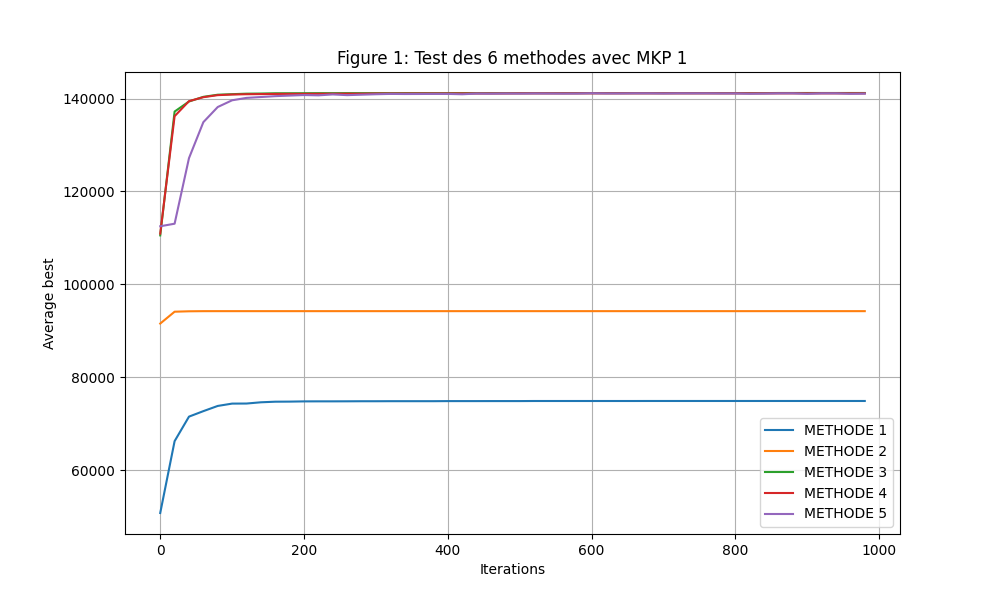 Figure 1: Test des 6 methodes avec MKP 1
Average best
140000
120000
100000
80000
60000
0
200
400
600
800
1000
Iterations
METHODE 1
METHODE 2
METHODE 3
METHODE 4
METHODE 5